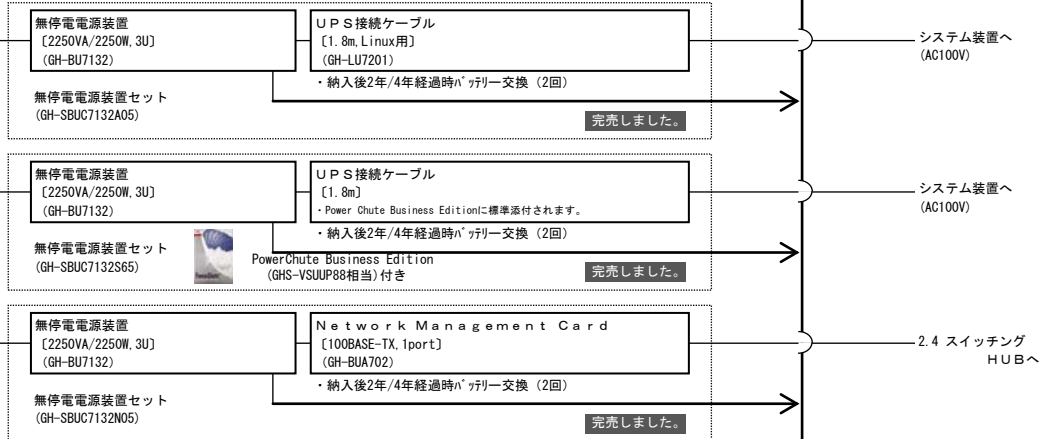 無停電電源装置
〔2250VA/2250W,3U〕
(GH-BU7132)
ＵＰＳ接続ケーブル
〔1.8m,Linux用〕
(GH-LU7201)
・納入後2年/4年経過時バッテリー交換（2回）
システム装置へ
(AC100V)
無停電電源装置セット
(GH-SBUC7132A05)
完売しました。
無停電電源装置
〔2250VA/2250W,3U〕
(GH-BU7132)
ＵＰＳ接続ケーブル
〔1.8m〕
・Power Chute Business Editionに標準添付されます。
・納入後2年/4年経過時バッテリー交換（2回）
システム装置へ
(AC100V)
無停電電源装置セット
(GH-SBUC7132S65)
PowerChute Business Edition
(GHS-VSUUP88相当)付き
完売しました。
無停電電源装置
〔2250VA/2250W,3U〕
(GH-BU7132)
Ｎｅｔｗｏｒｋ Ｍａｎａｇｅｍｅｎｔ Ｃａｒｄ
〔100BASE-TX,1port〕
(GH-BUA702)
・納入後2年/4年経過時バッテリー交換（2回）
2.4 スイッチング
ＨＵＢへ
無停電電源装置セット
(GH-SBUC7132N05)
完売しました。